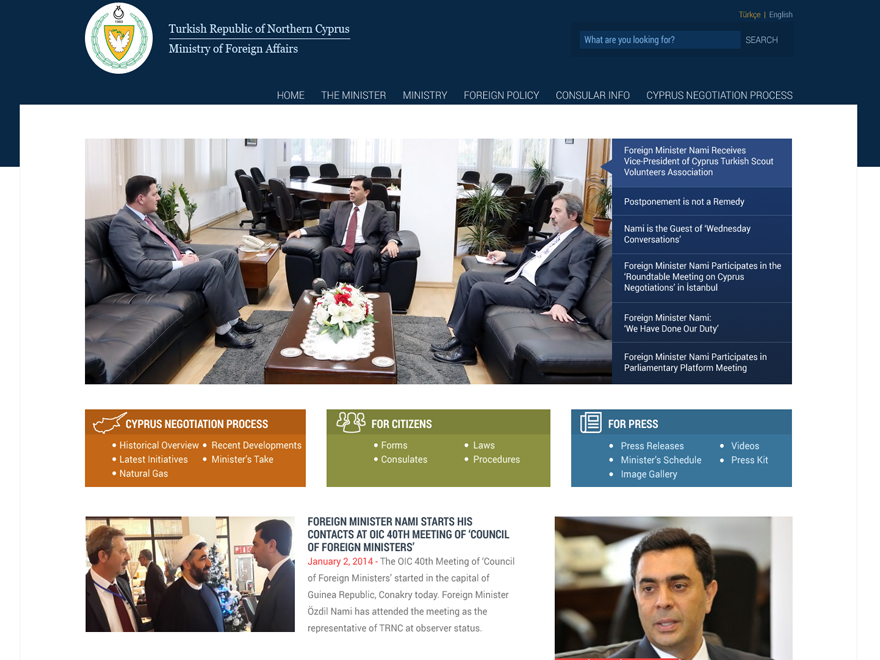 Türkçe | English
Turkish Republic of Northern Cyprus
Ministry of Foreign Affairs
What are you looking for?
SEARCH
HOME THE MINISTER MINISTRY FOREIGN POLICY CONSULAR INFO CYPRUS NEGOTIATION PROCESS
Foreign Minister Nami Receives
Vice-President of Cyprus Turkish Scout
Volunteers Association
Postponement is not a Remedy
Nami is the Guest of ‘Wednesday
Conversations’
Foreign Minister Nami Participates in the
‘Roundtable Meeting on Cyprus
Negotiations’ in İstanbul
Foreign Minister Nami:
‘We Have Done Our Duty’
Foreign Minister Nami Participates in
Parliamentary Platform Meeting
CYPRUS NEGOTIATION PROCESS
• Historical Overview • Recent Developments
• Latest Initiatives • Minister’s Take
• Natural Gas
FOR CITIZENS
• Forms • Laws
• Consulates • Procedures
FOR PRESS
• Press Releases • Videos
• Minister’s Schedule • Press Kit
• Image Gallery
FOREIGN MINISTER NAMI STARTS HIS
CONTACTS AT OIC 40TH MEETING OF ‘COUNCIL
OF FOREIGN MINISTERS’
January 2, 2014 - The OIC 40th Meeting of ‘Council
of Foreign Ministers’ started in the capital of
Guinea Republic, Conakry today. Foreign Minister
Özdil Nami has attended the meeting as the
representative of TRNC at observer status.